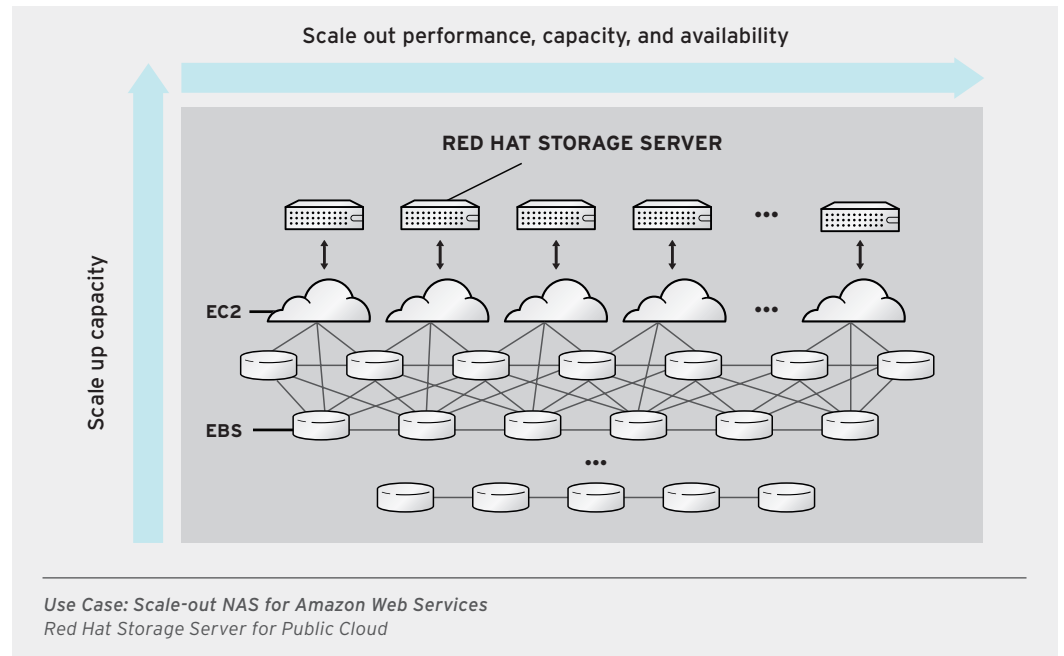 Scale out performance, capacity, and availability
Scale up capacity
RED HAT STORAGE SERVER
•••
EC2
•••
EBS
•••
Use Case: Scale-out NAS for Amazon Web Services
Red Hat Storage Server for Public Cloud